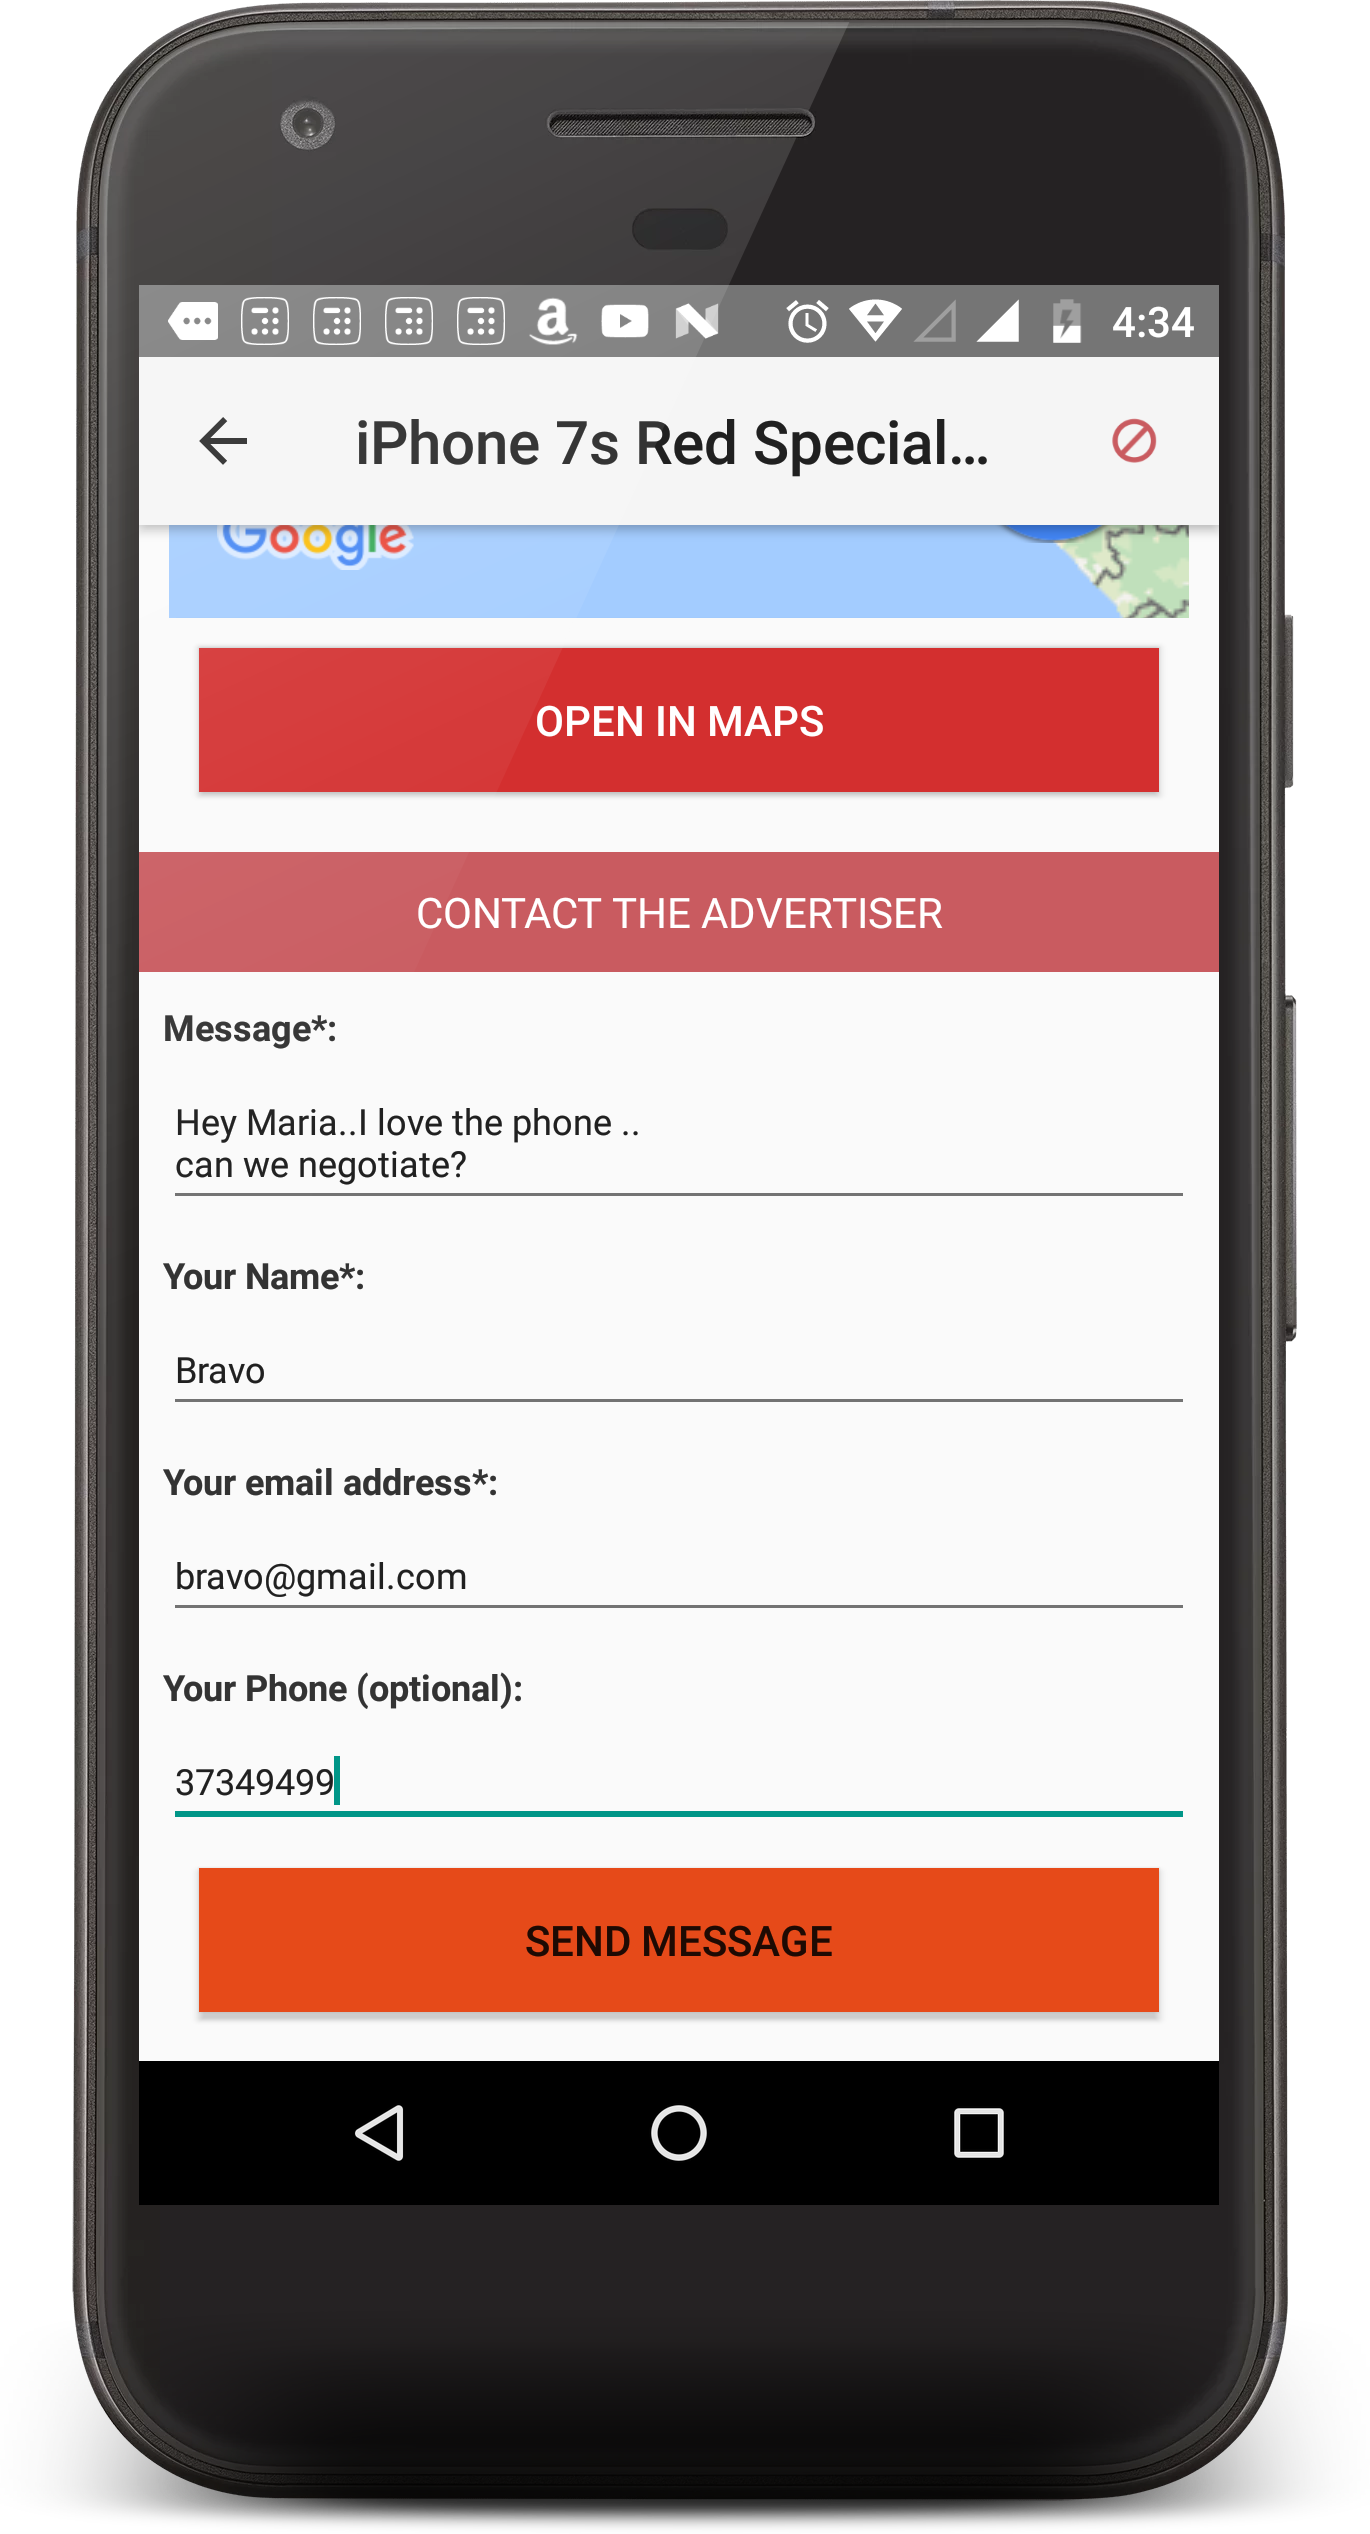 4:34
iPhone 7s Red Special...
Google
OPEN IN MAPS
CONTACT THE ADVERTISER
Message*:
Hey Maria..I love the phone ..
can we negotiate?
Your Name*:
Bravo
Your email address*:
bravo@gmail.com
Your Phone (optional):
37349499
SEND MESSAGE